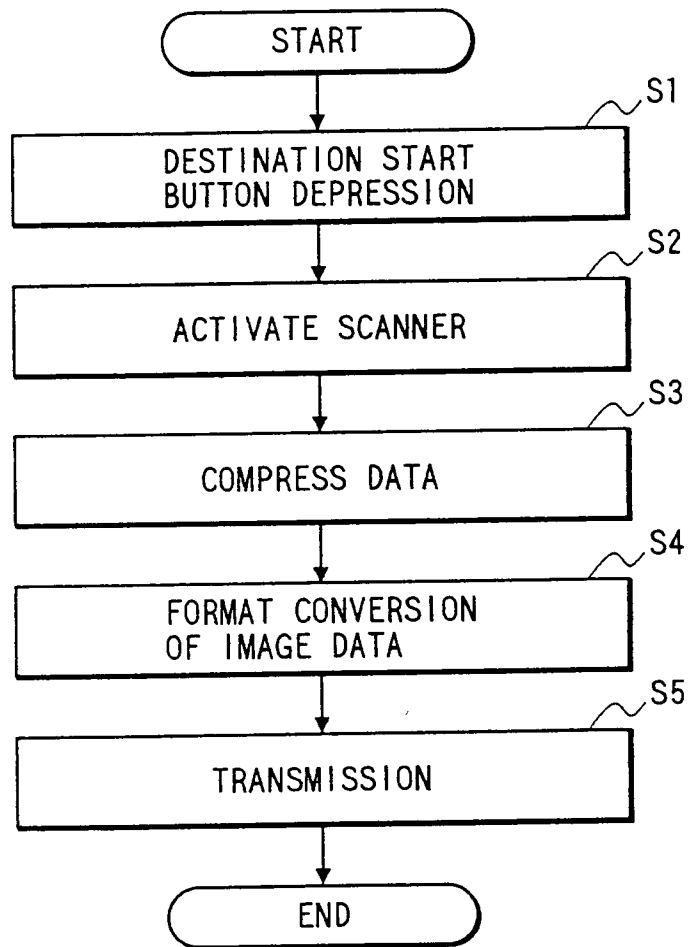 START
S1
DESTINATION START
BUTTON DEPRESSION
S2
ACTIVATE SCANNER
S3
COMPRESS DATA
S4
FORMAT CONVERSION
OF IMAGE DATA
S5
TRANSMISSION
END